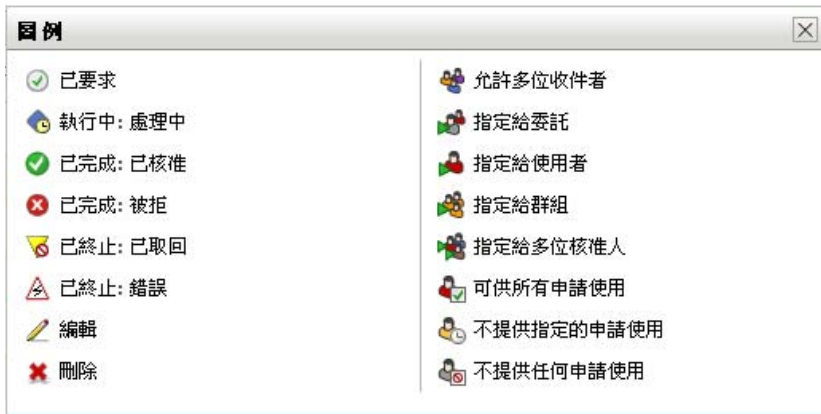 圖例
已要求
執行中: 處理中
已完成: 已核准
已完成: 被拒
已終止: 已取回
已終止: 錯誤
編輯
刪除
允許多位收件者
指定給委託
指定給使用者
指定給群組
指定給多位核准人
可供所有申請使用
不提供指定的申請使用
不提供任何申請使用